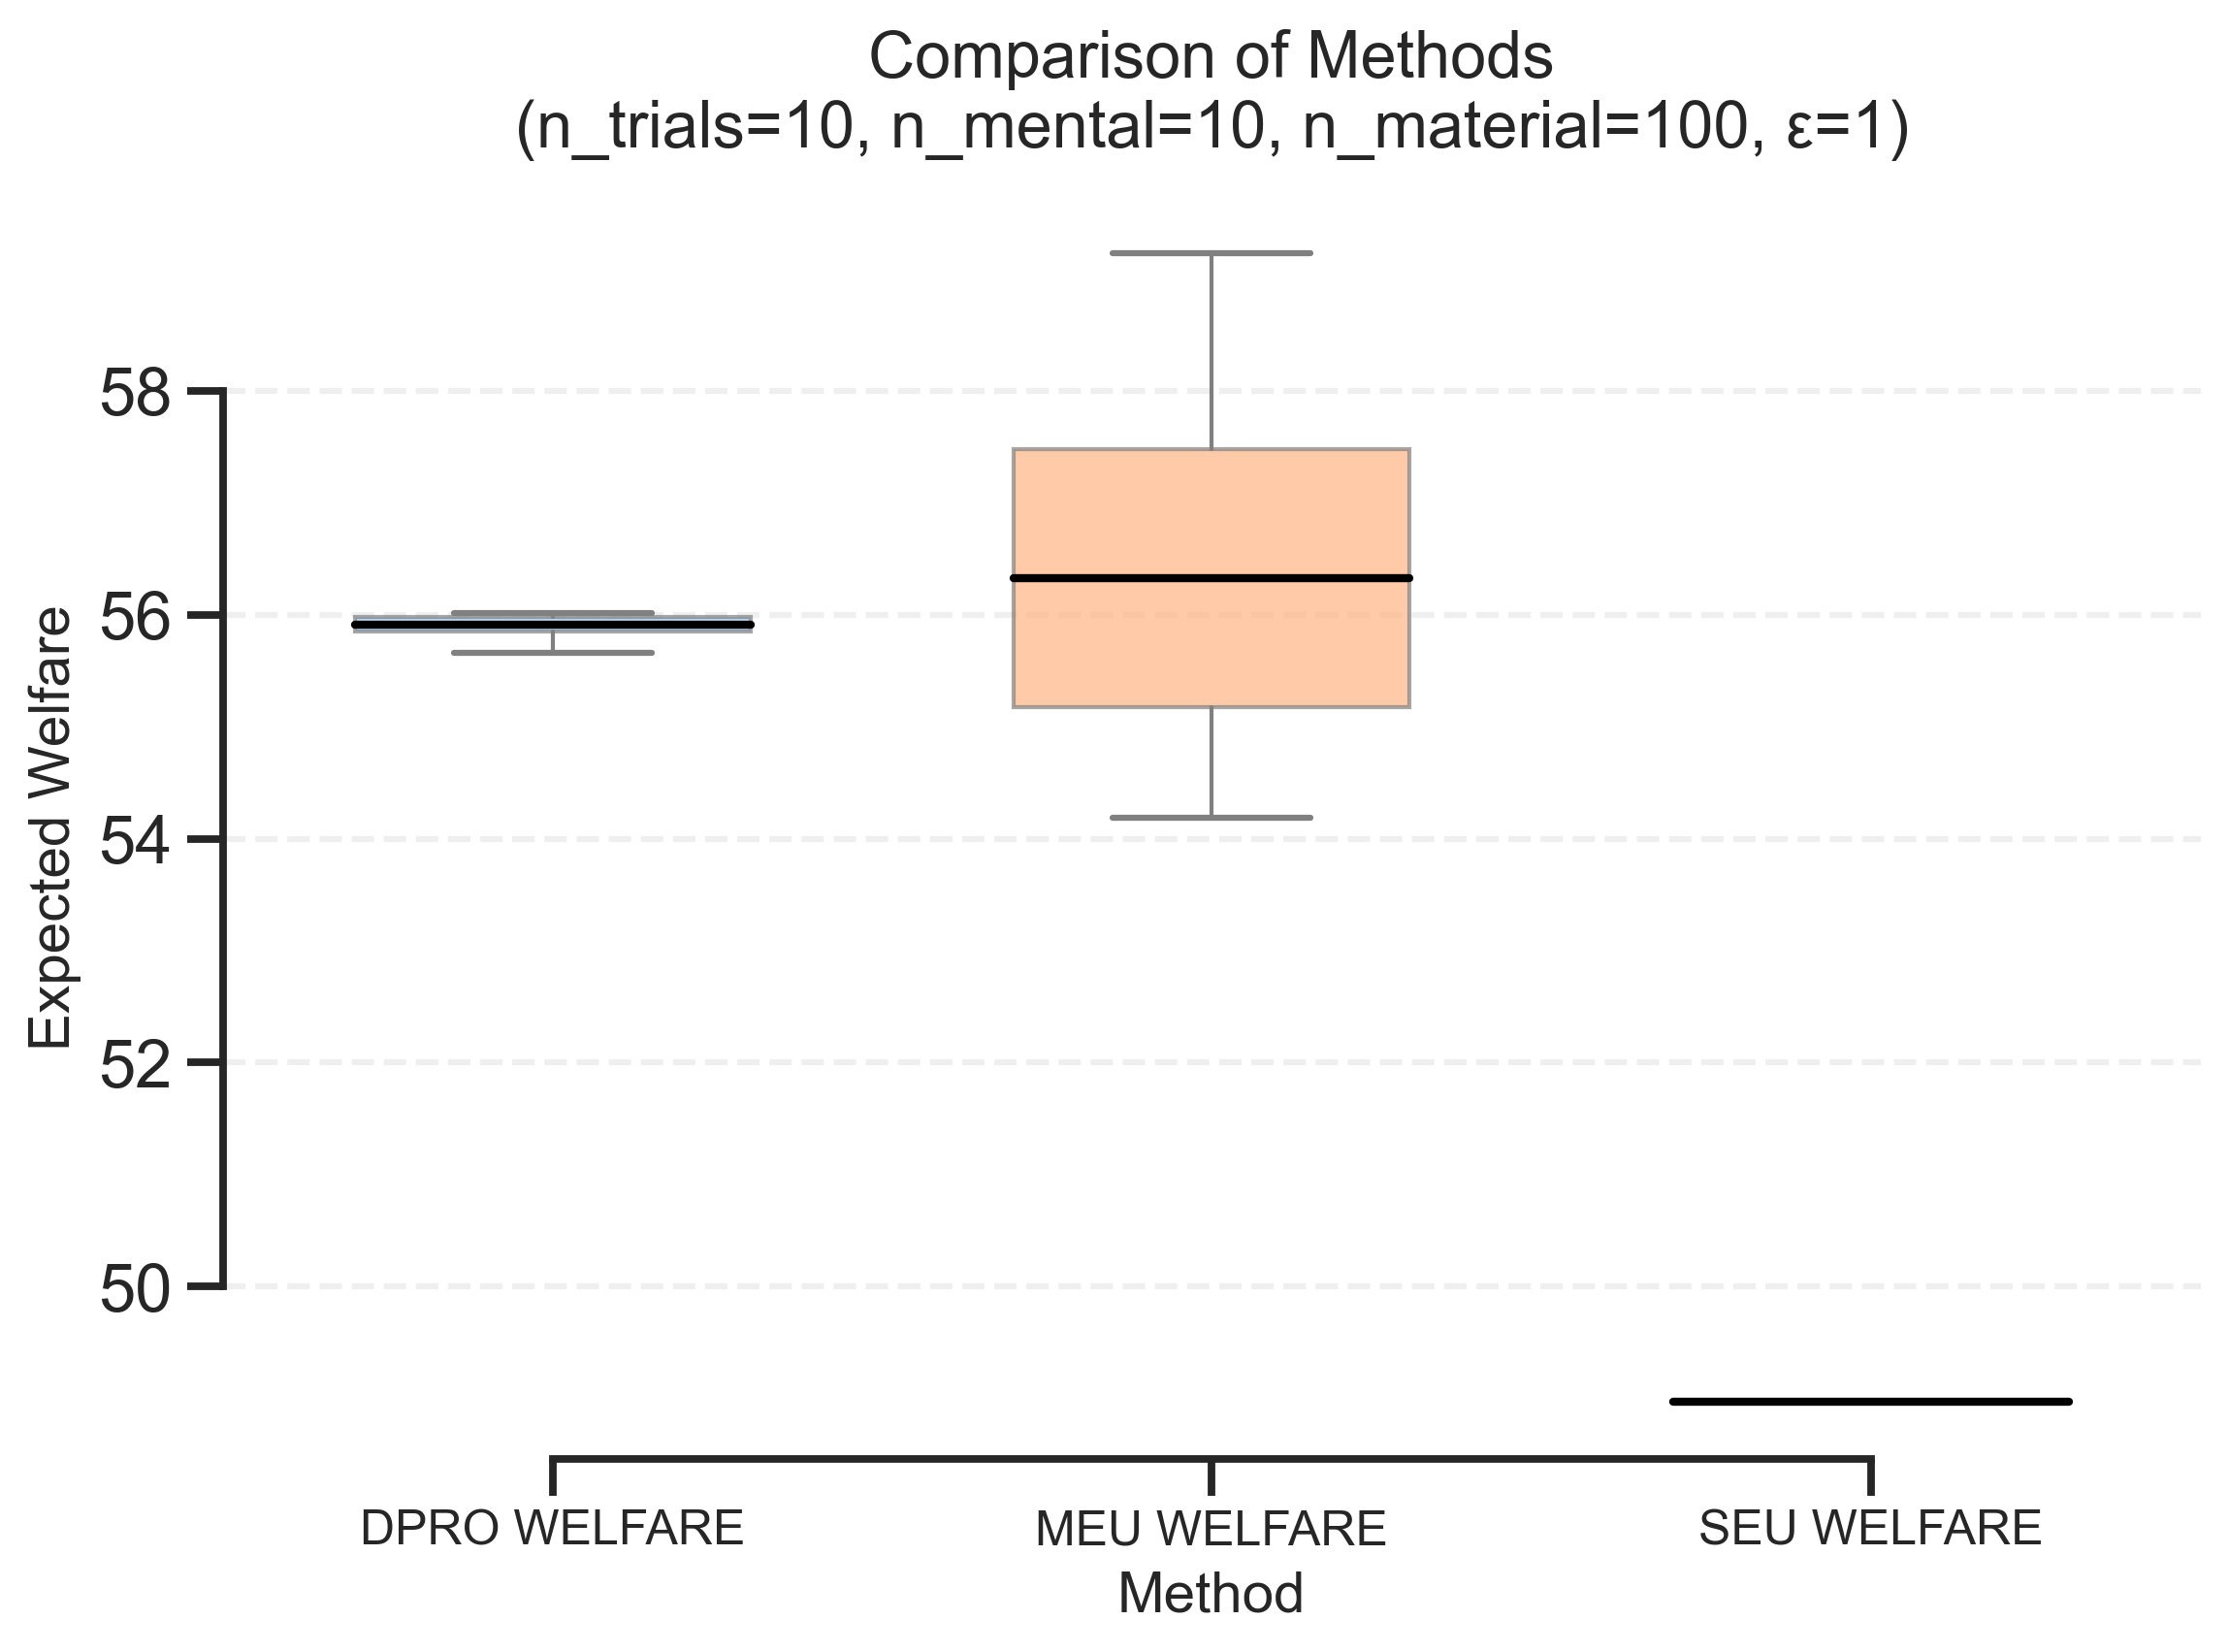 Comparison of Methods
(n_trials=10, n_mental=10, n_material=100, ε=1)
Expected Welfare
58
56
54
52
50
DPRO WELFARE
MEU WELFARE
SEU WELFARE
Method